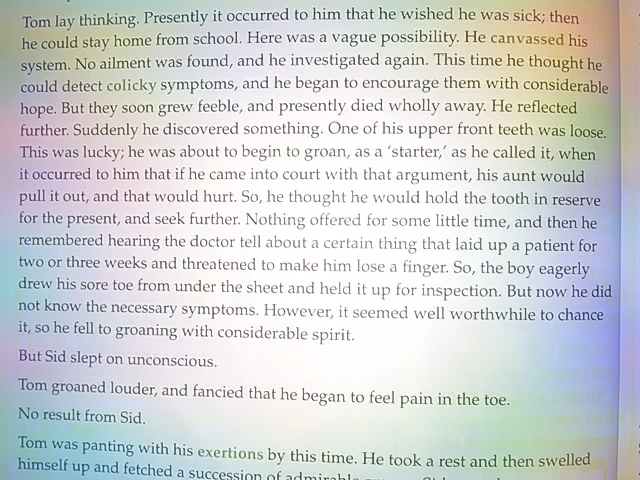 Tom lay thinking. Presently it occurred to him that he wished he was sick; then
he could stay home from school. Here was a vague possibility. He canvassed his
system. No ailment was found, and he investigated again. This time he thought he
could detect colicky symptoms, and he began to encourage them with considerable
hope. But they soon grew feeble, and presently died wholly away. He reflected
further. Suddenly he discovered something. One of his upper front teeth was loose.
This was lucky; he was about to begin to groan, as a ‘starter,’ as he called it, when
it occurred to him that if he came into court with that argument, his aunt would
pull it out, and that would hurt. So, he thought he would hold the tooth in reserve
for the present, and seek further. Nothing offered for some little time, and then he
remembered hearing the doctor tell about a certain thing that laid up a patient for
two or three weeks and threatened to make him lose a finger. So, the boy eagerly
drew his sore toe from under the sheet and held it up for inspection. But now he did
not know the necessary symptoms. However, it seemed well worthwhile to chance
it, so he fell to groaning with considerable spirit.
But Sid slept on unconscious.
Tom groaned louder, and fancied that he began to feel pain in the toe.
No result from Sid.
Tom was panting with his exertions by this time. He took a rest and then swelled
himself up and fetched a succession of